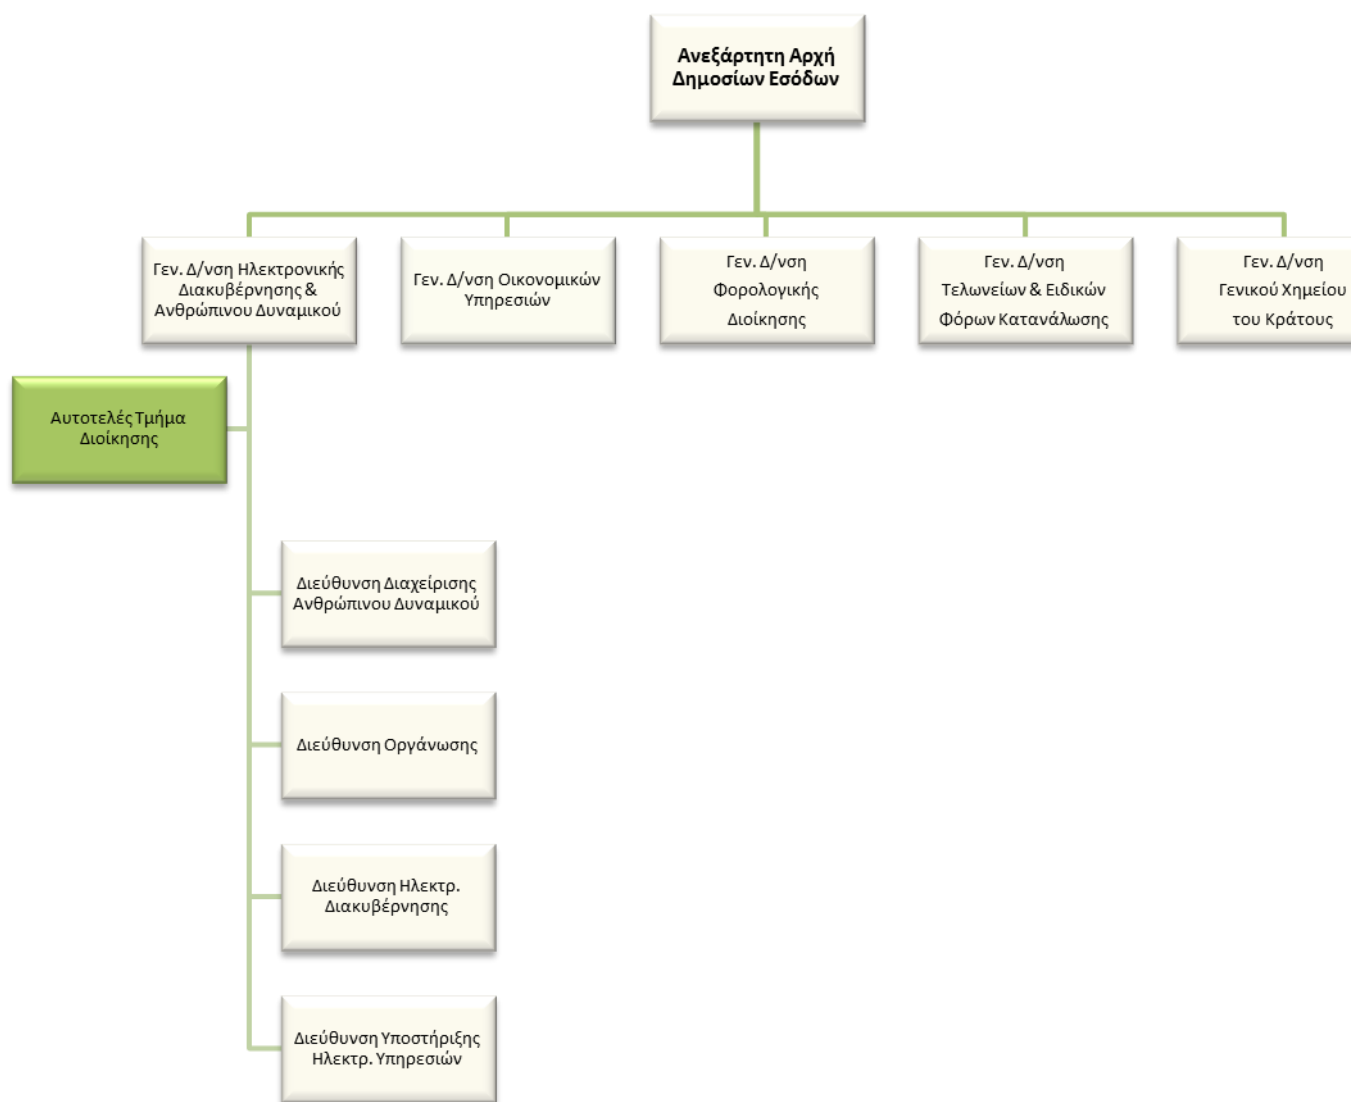 Ανεξάρτητη Αρχή
Δημοσίων Εσόδων
Γεν. Δ/νση Ηλεκτρονικής
Διακυβέρνησης &
Ανθρώπινου Δυναμικού
Γεν. Δ/νση Οικονομικών
Υπηρεσιών
Γεν. Δ/νση
Φορολογικής
Διοίκησης
Γεν. Δ/νση
Τελωνείων & Ειδικών
Φόρων Κατανάλωσης
Γεν. Δ/νση
Γενικού Χημείου
του Κράτους
Αυτοτελές Τμήμα
Διοίκησης
Διεύθυνση Διαχείρισης
Ανθρώπινου Δυναμικού
Διεύθυνση Οργάνωσης
Διεύθυνση Ηλεκτρ.
Διακυβέρνησης
Διεύθυνση Υποστήριξης
Ηλεκτρ. Υπηρεσιών